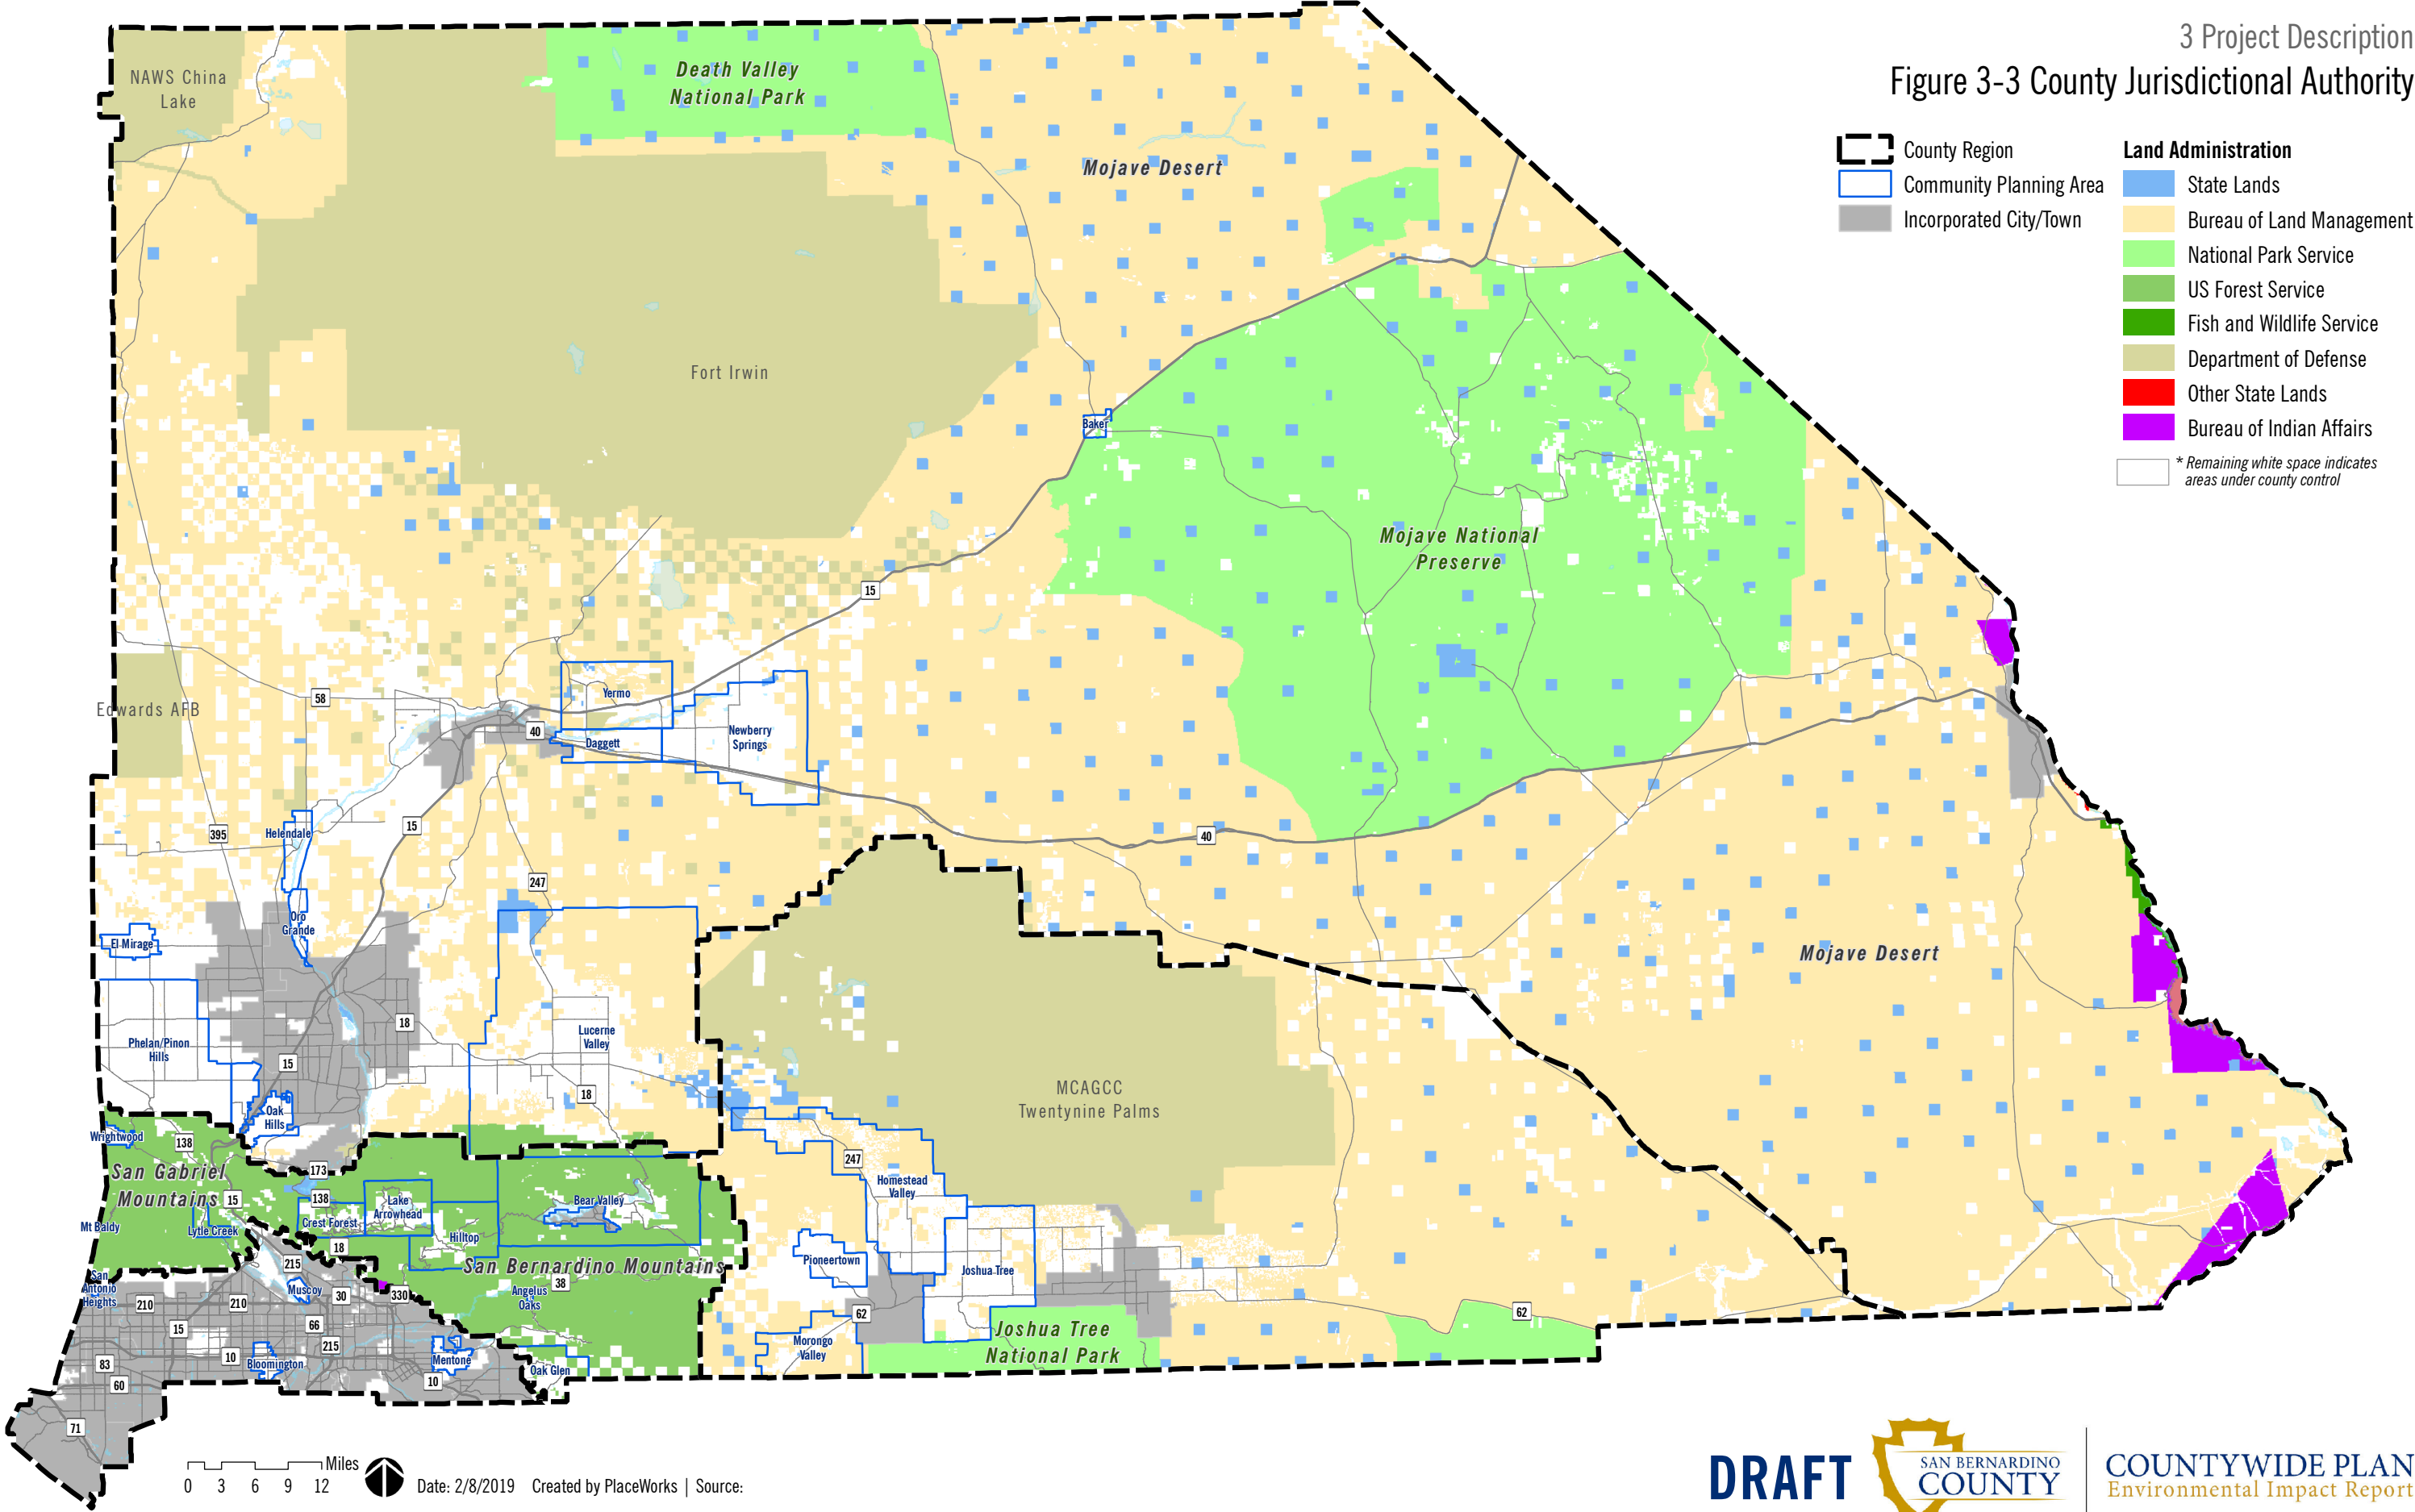 3 Project Description
Figure 3-3 County Jurisdictional Authority
County Region
Community Planning Area
Incorporated City/Town
Land Administration
State Lands
Bureau of Land Management
National Park Service
US Forest Service
Fish and Wildlife Service
Department of Defense
Other State Lands
Bureau of Indian Affairs
* Remaining white space indicates
areas under county control
NAWS China
Lake
Death Valley
National Park
Mojave Desert
Fort Irwin
Baker
Mojave National
Preserve
15
Edwards AFB
58
Yermo
40
Daggett
Newberry
Springs
395
Helendale
15
40
247
Oro
Grande
El Mirage
Mojave Desert
18
Phelan/Pinon
Hills
Lucerne
Valley
15
18
MCAGCC
Twentynine Palms
Oak
Hills
Wrightwood
138
173
247
San Gabriel
Mountains
15
138
Lake
Arrowhead
Bear Valley
Homestead
Valley
Mt Baldy
Lytle Creek
Crest Forest
Hilltop
18
San Bernardino Mountains
215
Pioneertown
Joshua Tree
San
Antonio
Heights
38
Muscoy
30
330
Angelus
Oaks
210
210
62
62
15
66
Joshua Tree
National Park
215
Morongo
Valley
10
83
Bloomington
Mentone
Oak Glen
60
10
71
Miles
0 3 6 9 12
Date: 2/8/2019 Created by PlaceWorks | Source:
DRAFT
SAN BERNARDINO
COUNTY
COUNTYWIDE PLAN
Environmental Impact Report